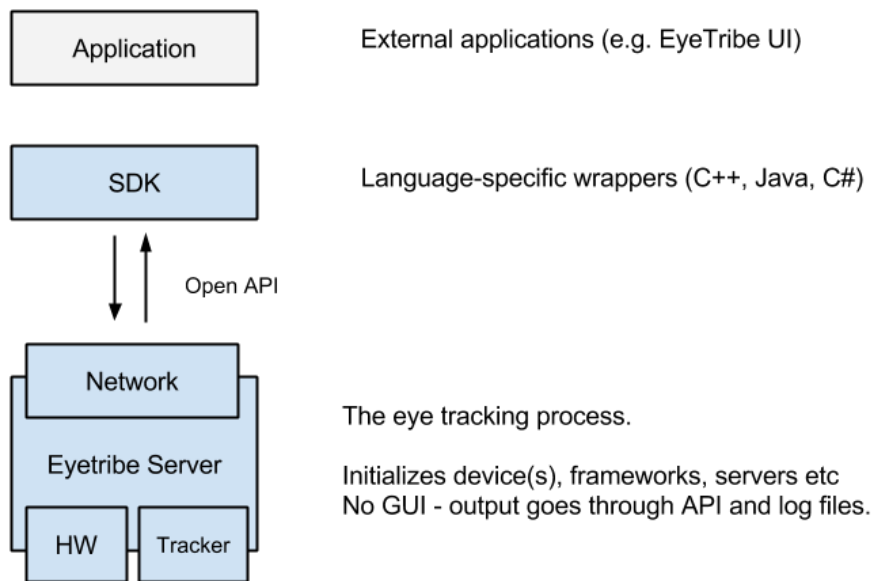 Application
External applications (e.g. EyeTribe UI)
SDK
Language-specific wrappers (C++, Java, C#)
Open API
Network
The eye tracking process.
Eyetribe Server
Initializes device(s), frameworks, servers etc
No GUI - output goes through API and log files.
HW
Tracker